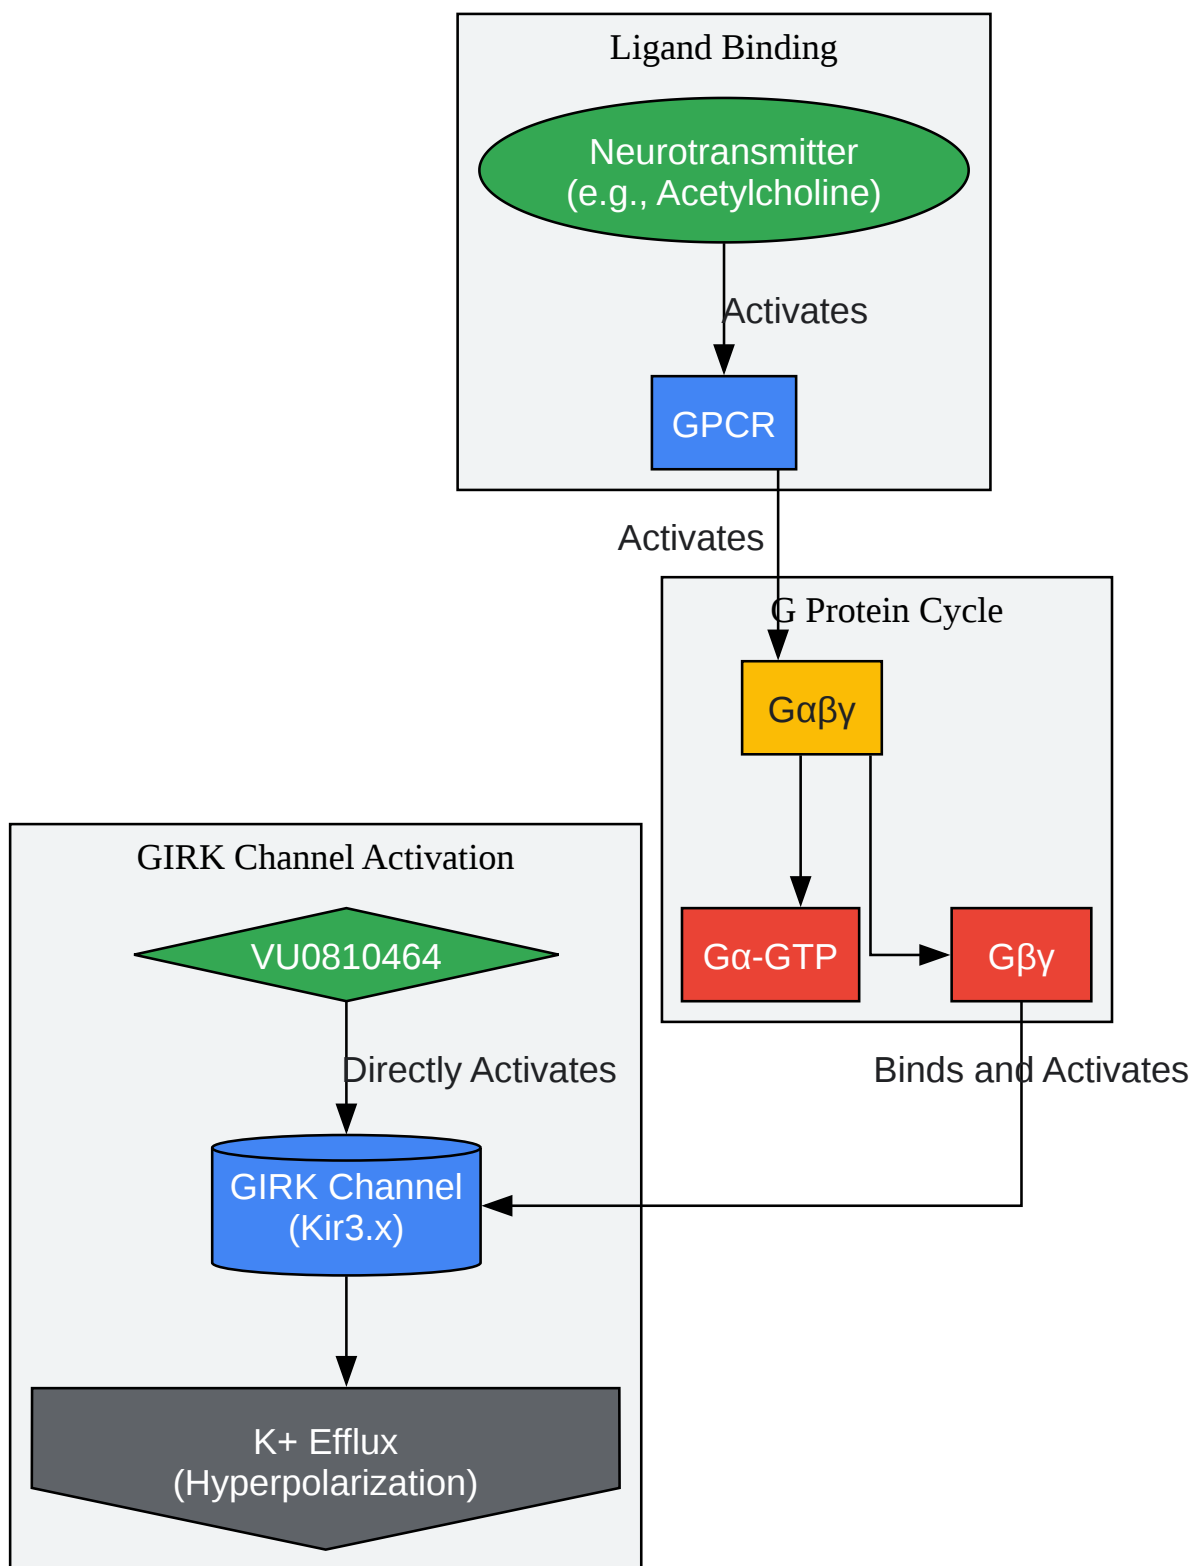 Ligand Binding
Neurotransmitter
(e.g., Acetylcholine)
Activates
GPCR
Activates
G Protein Cycle
Gαβγ
GIRK Channel Activation
VU0810464
Gα-GTP
Gβγ
Directly Activates
Binds and Activates
GIRK Channel
(Kir3.x)
K+ Efflux
(Hyperpolarization)